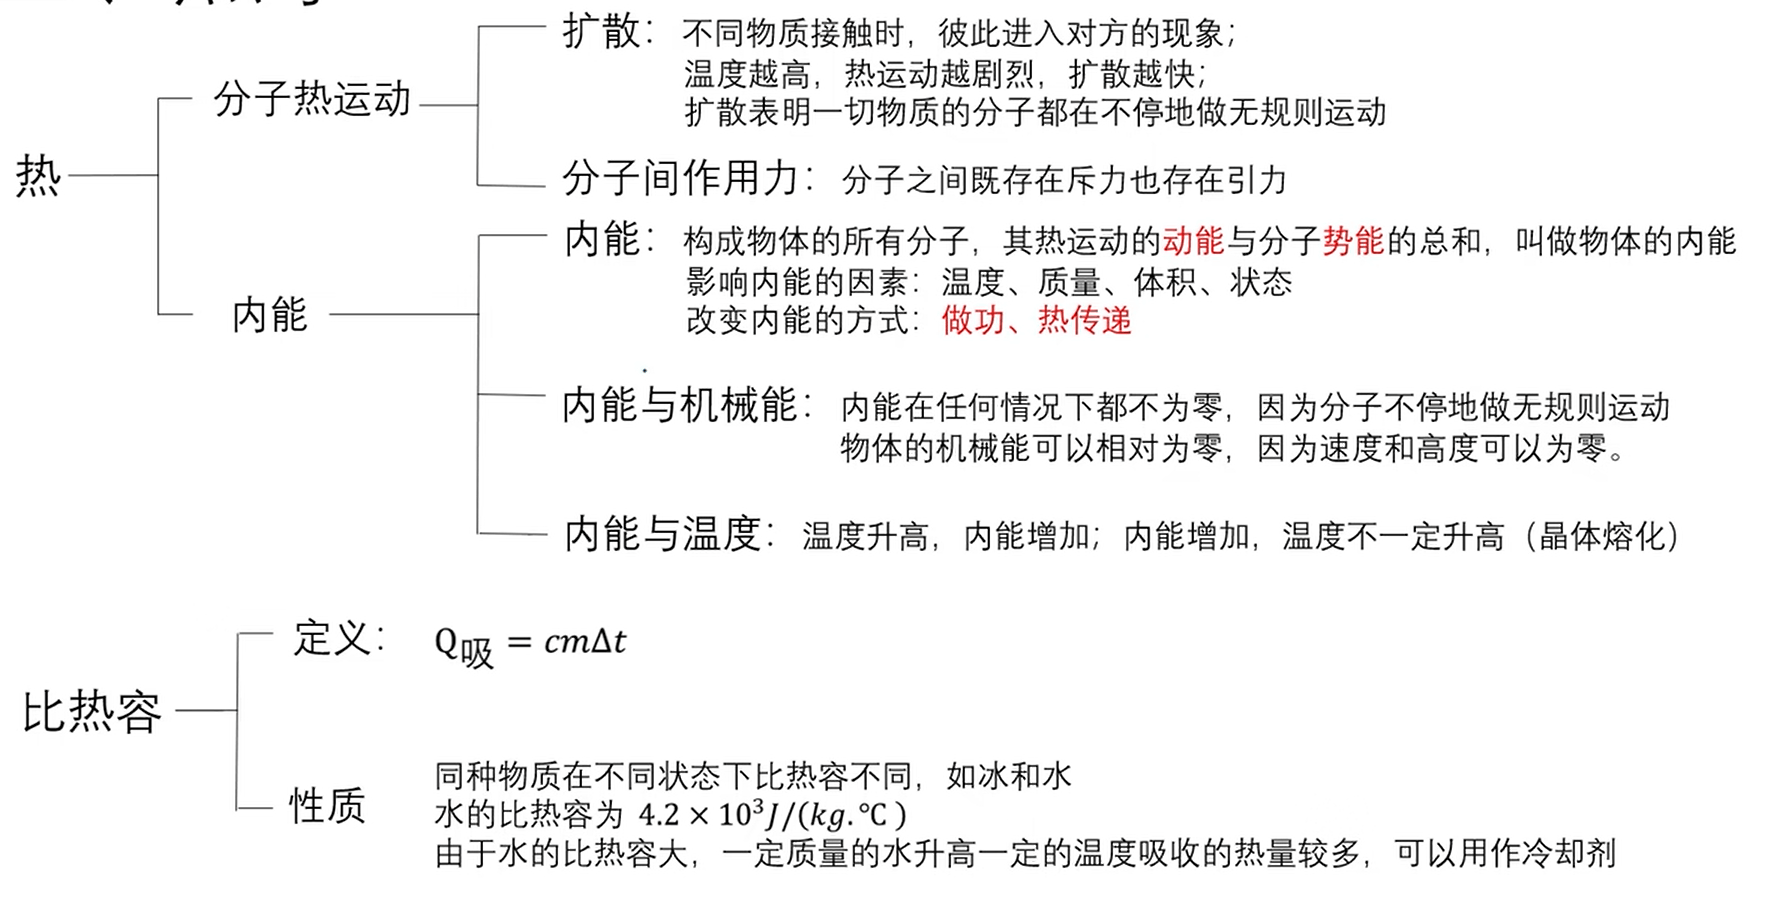 热
分子热运动
扩散：不同物质接触时，彼此进入对方的现象；
温度越高，热运动越剧烈，扩散越快；
扩散表明一切物质的分子都在不停地做无规则运动
分子间作用力：分子之间既存在斥力也存在引力
内能
内能：构成物体的所有分子，其热运动的动能与分子势能的总和，叫做物体的内能
影响内能的因素：温度、质量、体积、状态
改变内能的方式：做功、热传递
内能与机械能：内能在任何情况下都不为零，因为分子不停地做无规则运动
物体的机械能可以相对为零，因为速度和高度可以为零。
内能与温度：温度升高，内能增加；内能增加，温度不一定升高（晶体熔化）
比热容
定义：Q吸 = cmΔt
性质
同种物质在不同状态下比热容不同，如冰和水
水的比热容为 4.2 × 10³J/(kg.℃ )
由于水的比热容大，一定质量的水升高一定的温度吸收的热量较多，可以用作冷却剂